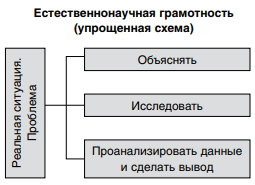 Естественнонаучная грамотность
(упрощенная схема)
Реальная ситуация.
Проблема
Объяснять
Исследовать
Проанализировать данные
и сделать вывод